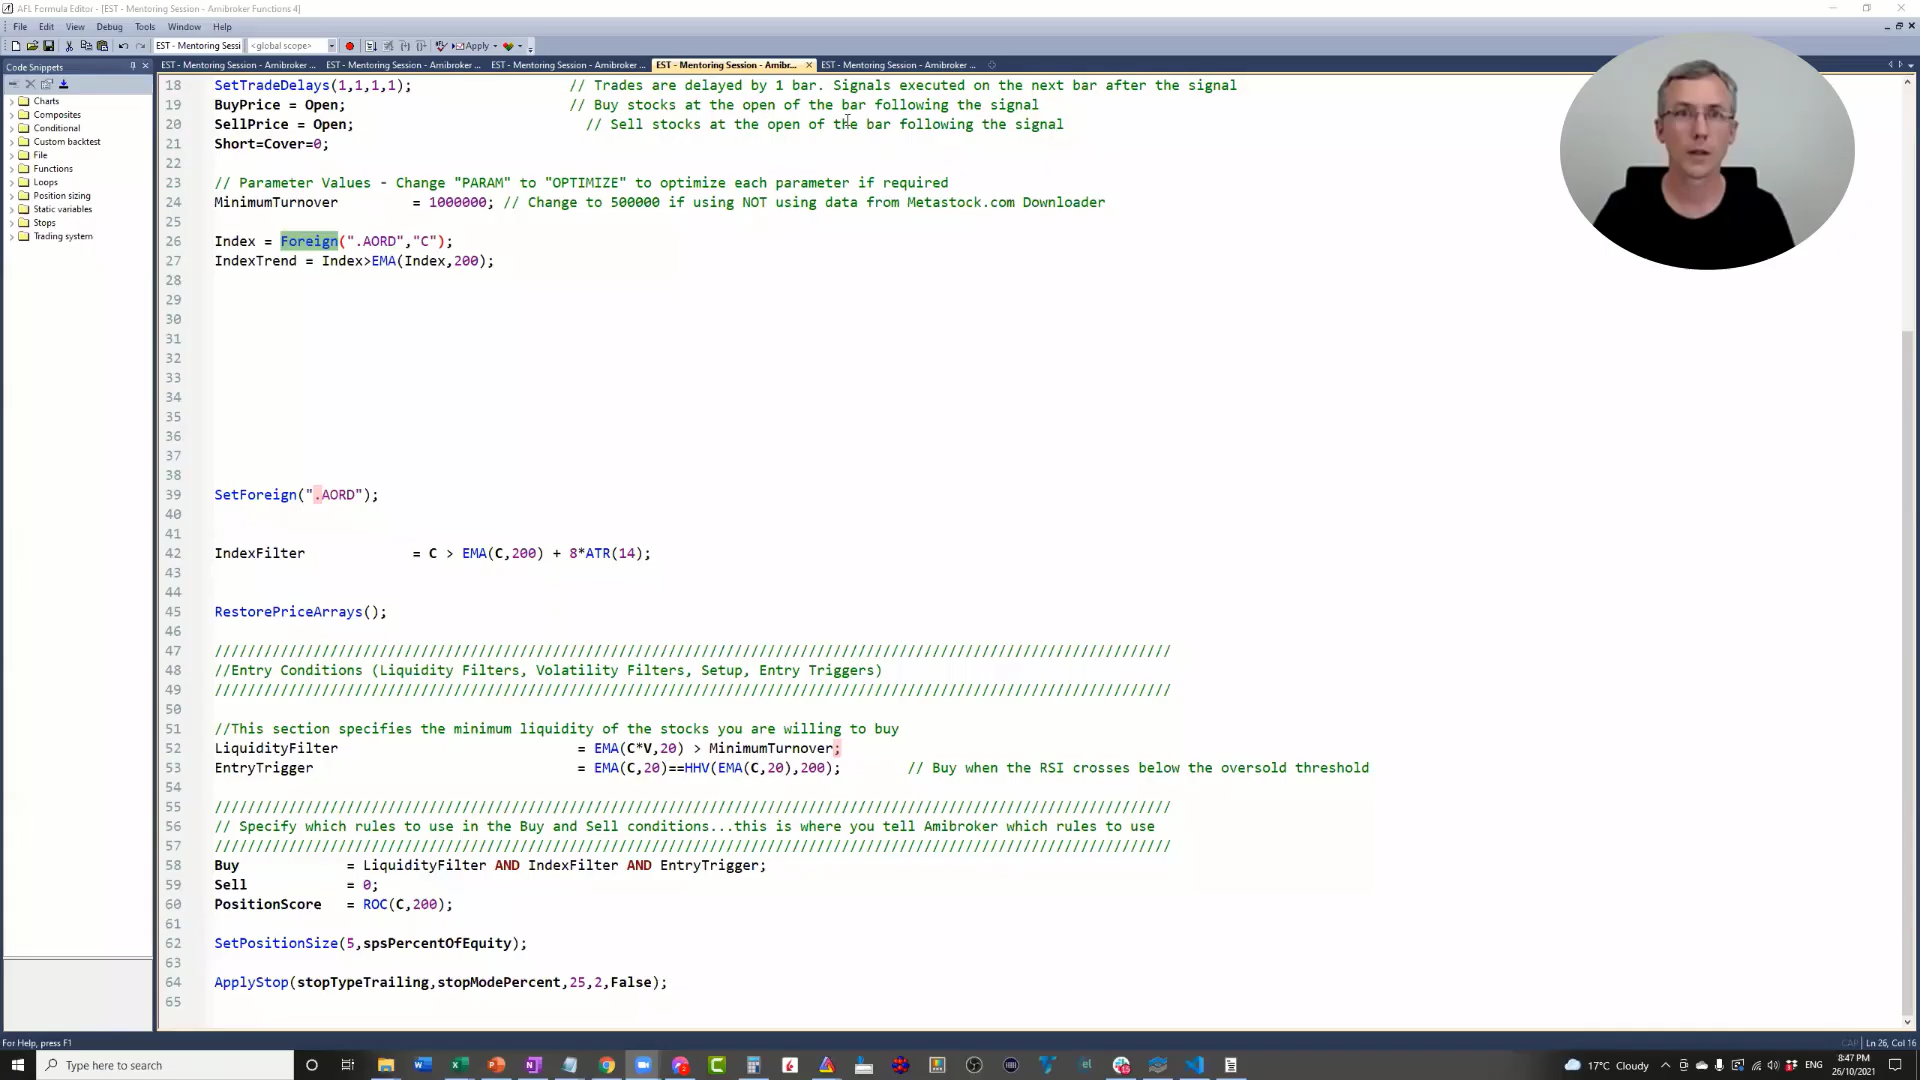 AFL Formula Editor - [EST - Mentoring Session - Amibroker Functions 4]
File Edit View Debug Tools Window Help
EST - Mentoring Sessi <global scope> Apply
Code Snippets
EST - Mentoring Session - Amibroker ... EST - Mentoring Session - Amibroker ... EST - Mentoring Session - Amibroker ... EST - Mentoring Session - Amibr... EST - Mentoring Session - Amibroker ...
Charts
Composites
Conditional
Custom backtest
File
Functions
Loops
Position sizing
Static variables
Stops
Trading system
18 SetTradeDelays(1,1,1,1); // Trades are delayed by 1 bar. Signals executed on the next bar after the signal
19 BuyPrice = Open; // Buy stocks at the open of the bar following the signal
20 SellPrice = Open; // Sell stocks at the open of the bar following the signal
21 Short=Cover=0;
22
23 // Parameter Values - Change "PARAM" to "OPTIMIZE" to optimize each parameter if required
24 MinimumTurnover = 1000000; // Change to 500000 if using NOT using data from Metastock.com Downloader
25
26 Index = Foreign(".AORD","C");
27 IndexTrend = Index>EMA(Index,200);
28
29
30
31
32
33
34
35
36
37
38
39 SetForeign(".AORD");
40
41
42 IndexFilter = C > EMA(C,200) + 8*ATR(14);
43
44
45 RestorePriceArrays();
46
47 ////////////////////////////////////////////////////////////////////////////////////////////////////////////////////
48 //Entry Conditions (Liquidity Filters, Volatility Filters, Setup, Entry Triggers)
49 ////////////////////////////////////////////////////////////////////////////////////////////////////////////////////
50
51 //This section specifies the minimum liquidity of the stocks you are willing to buy
52 LiquidityFilter = EMA(C*V,20) > MinimumTurnover;
53 EntryTrigger = EMA(C,20)==HHV(EMA(C,20),200); // Buy when the RSI crosses below the oversold threshold
54
55 ////////////////////////////////////////////////////////////////////////////////////////////////////////////////////
56 // Specify which rules to use in the Buy and Sell conditions...this is where you tell Amibroker which rules to use
57 ////////////////////////////////////////////////////////////////////////////////////////////////////////////////////
58 Buy = LiquidityFilter AND IndexFilter AND EntryTrigger;
59 Sell = 0;
60 PositionScore = ROC(C,200);
61
62 SetPositionSize(5,spsPercentOfEquity);
63
64 ApplyStop(stopTypeTrailing,stopModePercent,25,2,False);
65
For Help, press F1
CAP Ln 26, Col 16
Type here to search
17°C Cloudy
ENG
8:47 PM
26/10/2021